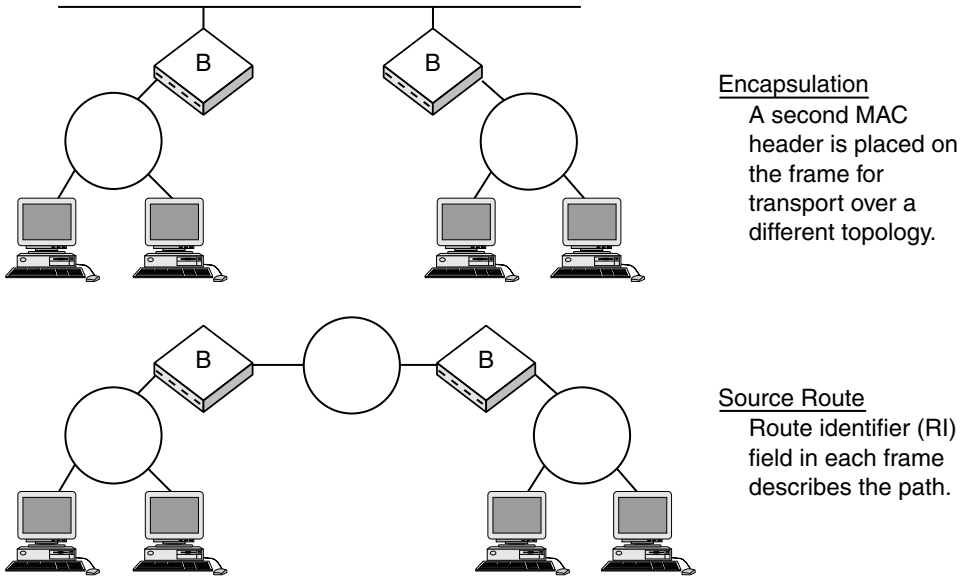 B
B
Encapsulation
A second MAC
header is placed on
the frame for
transport over a
different topology.
B
B
Source Route
Route identifier (RI)
field in each frame
describes the path.